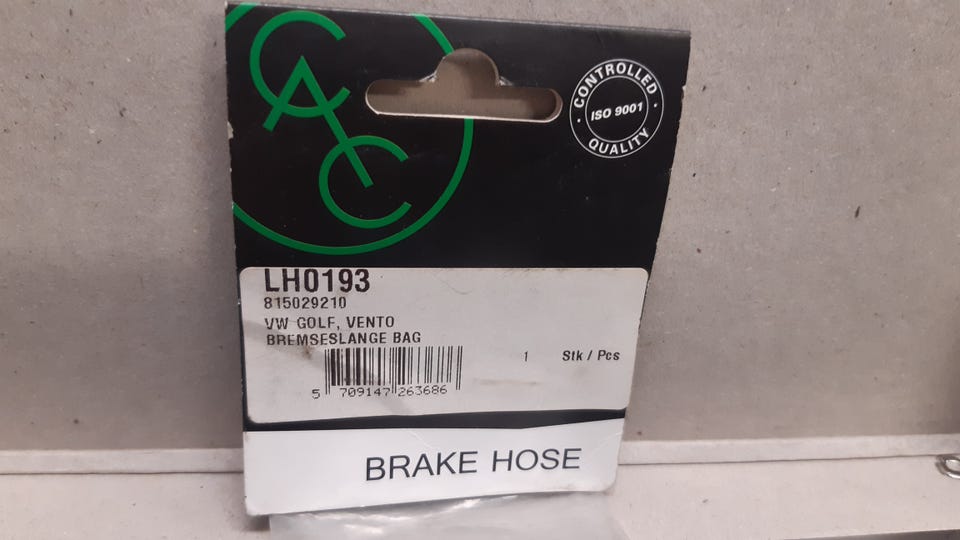 CAC
CONTROLLED
ISO 9001
QUALITY
LH0193
815029210
VW GOLF, VENTO
BREMSESLANGE BAG
1 Stk / Pcs
5 709147 263686
BRAKE HOSE